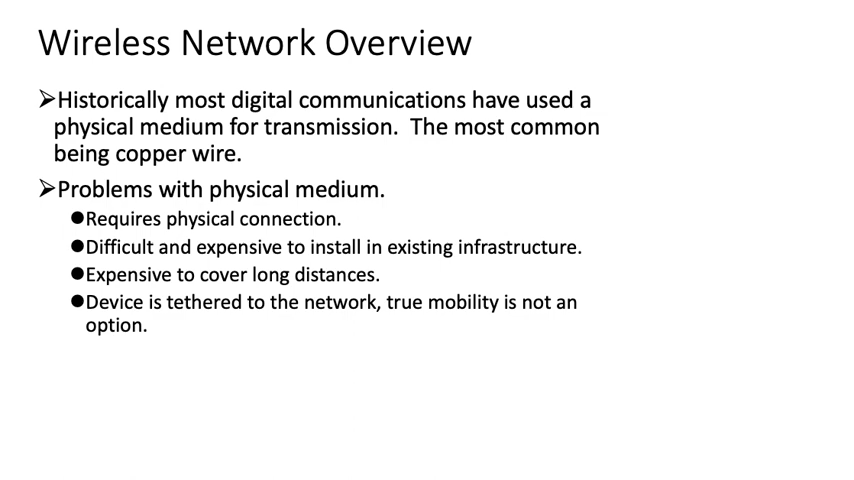 Wireless Network Overview
➢Historically most digital communications have used a
physical medium for transmission.  The most common
being copper wire.
➢Problems with physical medium.
●Requires physical connection.
●Difficult and expensive to install in existing infrastructure.
●Expensive to cover long distances.
●Device is tethered to the network, true mobility is not an
option.